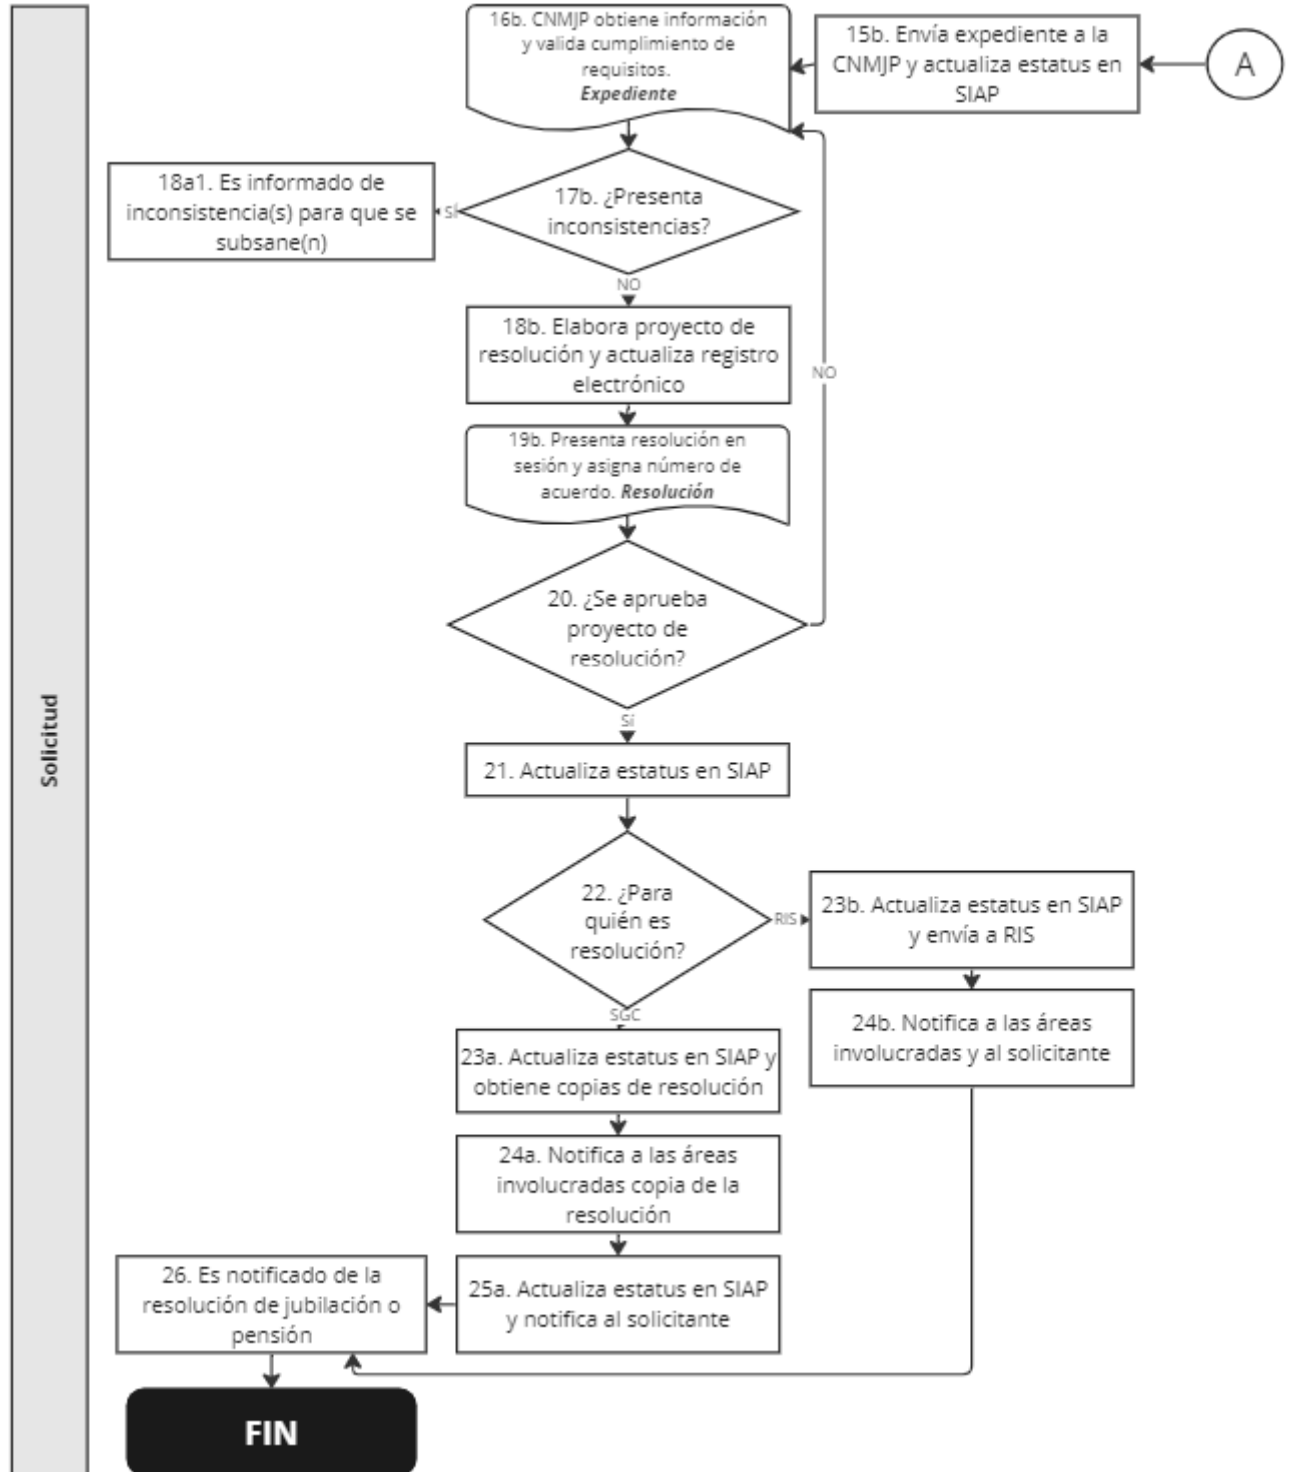 16b. CNMJP obtiene información
y valida cumplimiento de
requisitos.
Expediente
15b. Envía expediente a la
CNMJP y actualiza estatus en
SIAP
A
18a1. Es informado de
inconsistencia(s) para que se
subsane(n)
SÍ
17b. ¿Presenta
inconsistencias?
NO
18b. Elabora proyecto de
resolución y actualiza registro
electrónico
NO
19b. Presenta resolución en
sesión y asigna número de
acuerdo. Resolución
20. ¿Se aprueba
proyecto de
resolución?
Sí
Solicitud
21. Actualiza estatus en SIAP
22. ¿Para
quién es
resolución?
RIS
23b. Actualiza estatus en SIAP
y envía a RIS
SGC
24b. Notifica a las áreas
involucradas y al solicitante
23a. Actualiza estatus en SIAP y
obtiene copias de resolución
24a. Notifica a las áreas
involucradas copia de la
resolución
26. Es notificado de la
resolución de jubilación o
pensión
25a. Actualiza estatus en SIAP
y notifica al solicitante
FIN